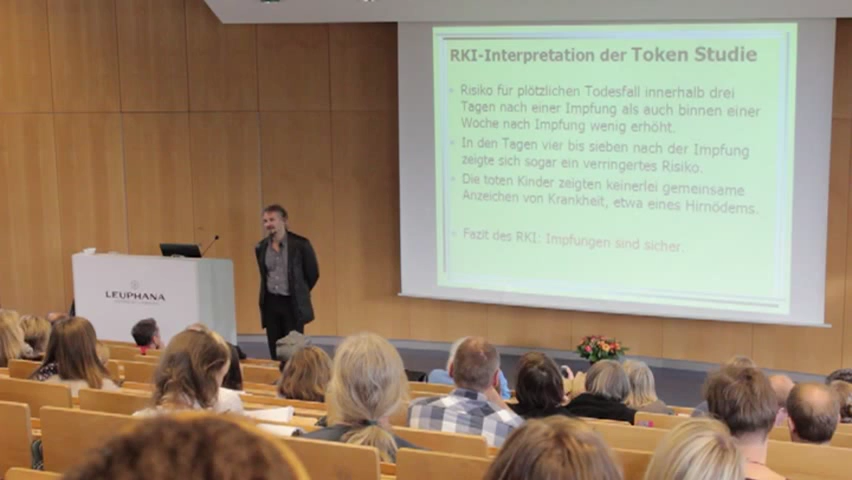 RKI-Interpretation der Token Studie
Risiko für plötzlichen Todesfall innerhalb drei
Tagen nach einer Impfung als auch binnen einer
Woche nach Impfung wenig erhöht.
In den Tagen vier bis sieben nach der Impfung
zeigte sich sogar ein verringertes Risiko.
Die toten Kinder zeigten keinerlei gemeinsame
Anzeichen von Krankheit, etwa eines Hirnödems.
Fazit des RKI: Impfungen sind sicher.
LEUPHANA